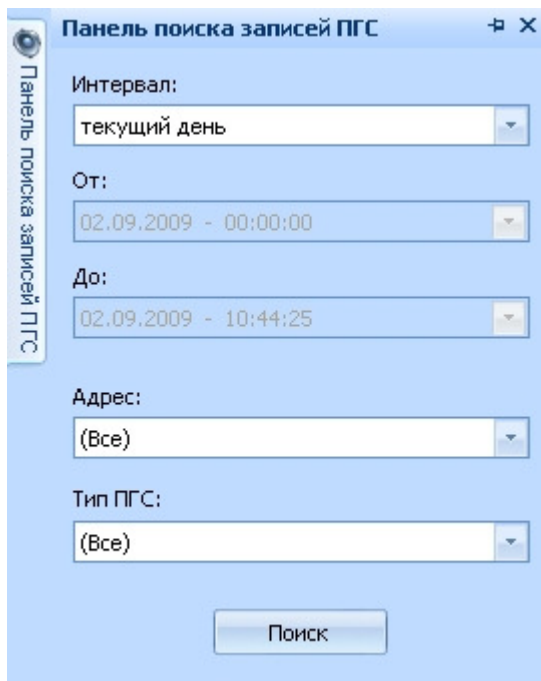 Панель поиска записей ПГС
Панель поиска записей ПГС
Интервал:
текущий день
От:
02.09.2009 - 00:00:00
До:
02.09.2009 - 10:44:25
Адрес:
(Все)
Тип ПГС:
(Все)
Поиск